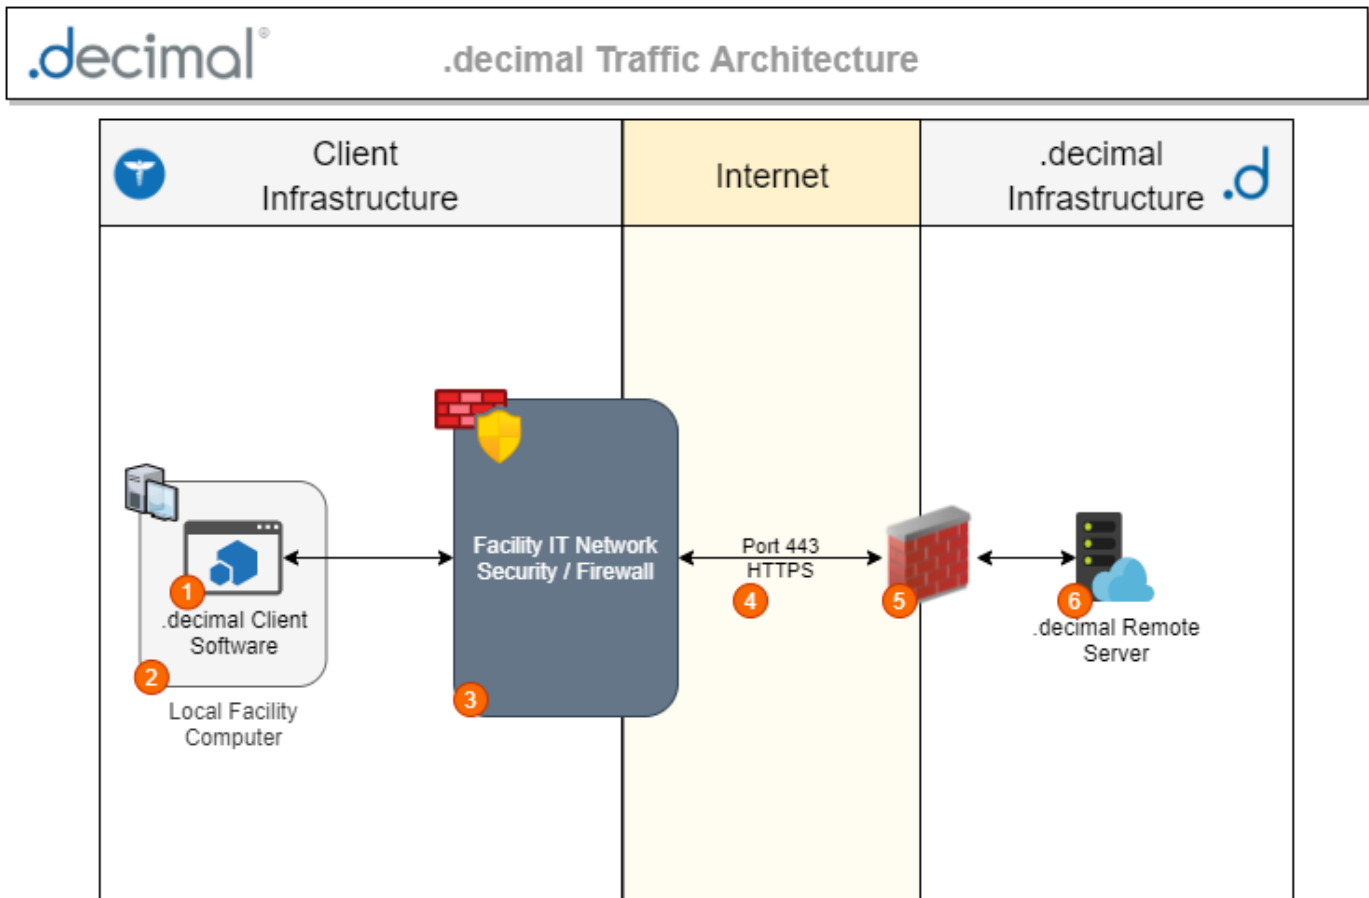 .decimal®
.decimal Traffic Architecture
Client
Infrastructure
Internet
.decimal
Infrastructure
.d
Facility IT Network
Security / Firewall
Port 443
HTTPS
1
4
5
6
.decimal Client
Software
.decimal Remote
Server
2
3
Local Facility
Computer